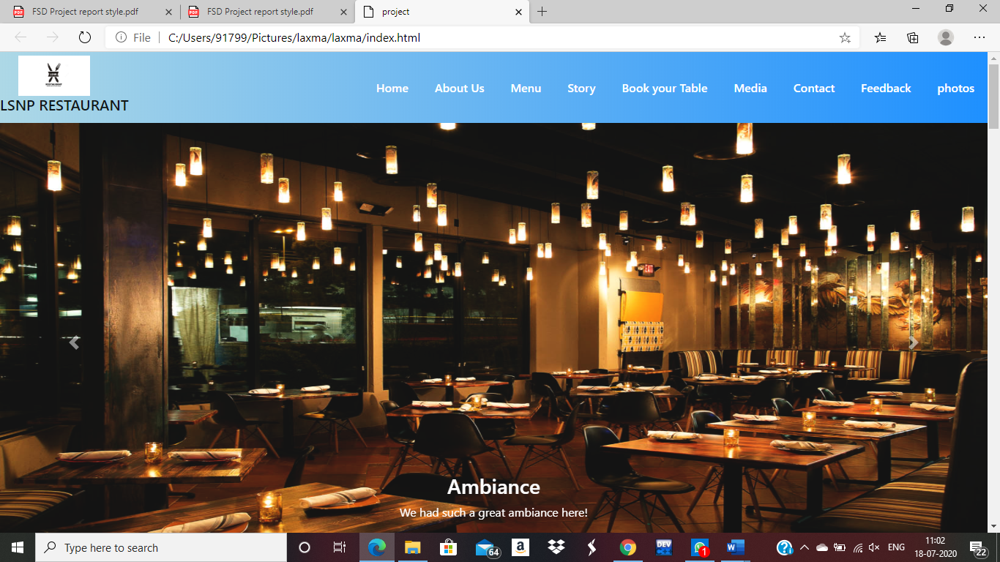 FSD Project report style.pdf
FSD Project report style.pdf
project
File
C:/Users/91799/Pictures/laxma/laxma/index.html
RESTAURANT
LSNP RESTAURANT
Home
About Us
Menu
Story
Book your Table
Media
Contact
Feedback
photos
EXIT
Ambiance
We had such a great ambiance here!
Type here to search
64
a
DEV
1
W
ENG
11:02
18-07-2020
22